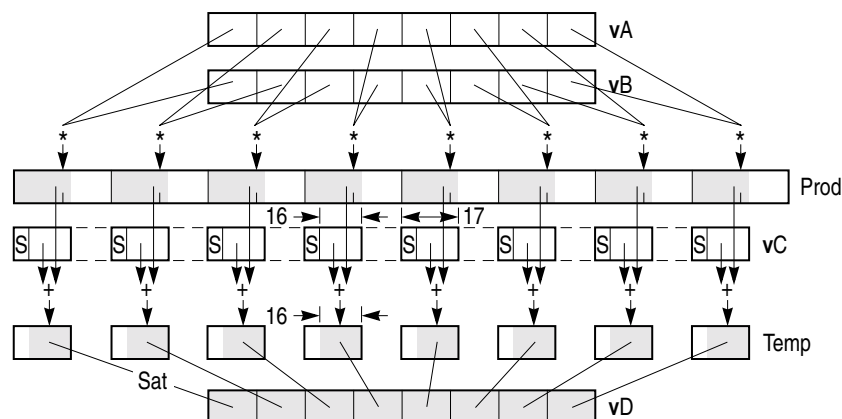 vA
vB
* * * * * * * *
Prod
16 17
S S S S S S S S
vC
+ + + + + + + +
16
Temp
Sat
vD